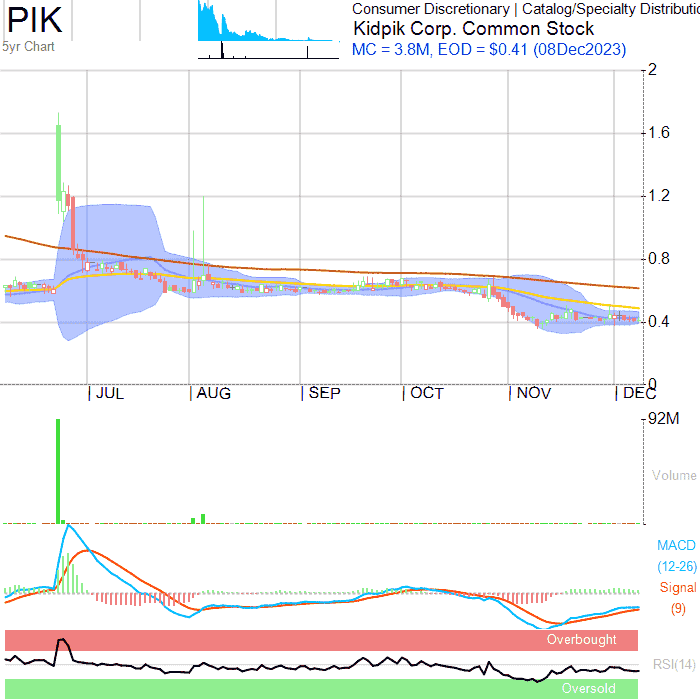 PIK
Consumer Discretionary | Catalog/Specialty Distributio
Kidpik Corp. Common Stock
5yr Chart
MC = 3.8M, EOD = $0.41 (08Dec2023)
2
1.6
1.2
0.8
0.4
0
JUL AUG SEP OCT NOV DEC
92M
Volume
MACD
(12-26)
Signal
(9)
Overbought
RSI(14)
Oversold